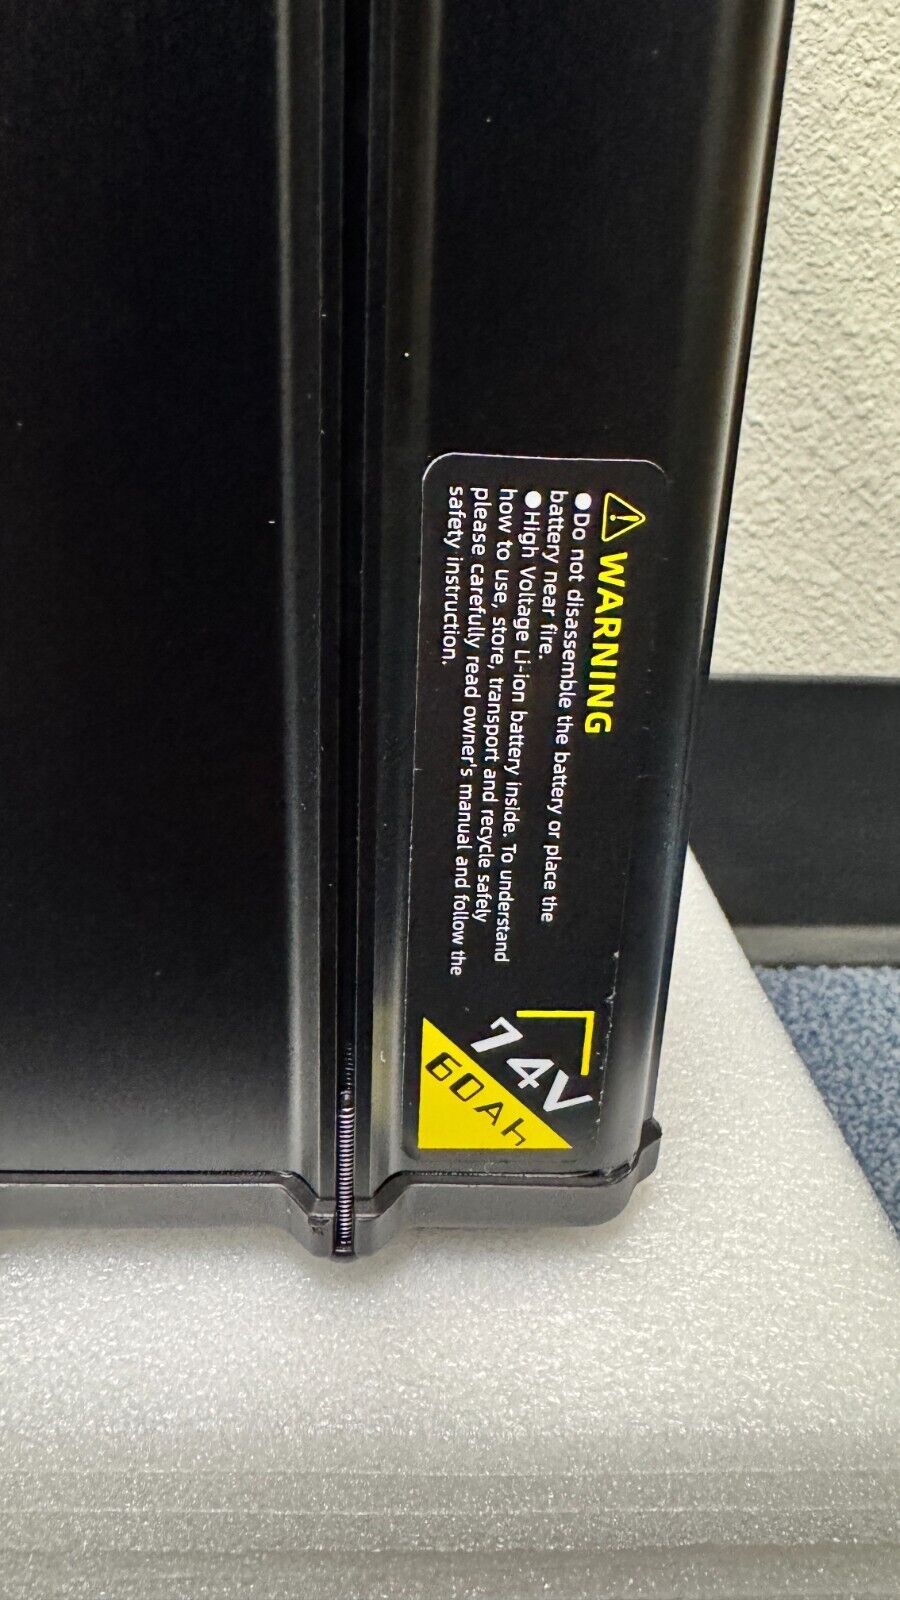 WARNING
●Do not disassemble the battery or place the
battery near fire.
●High Voltage Li-ion battery inside. To understand
how to use, store, transport and recycle safely
please carefully read owner's manual and follow the
safety instruction.
74V
60Ah